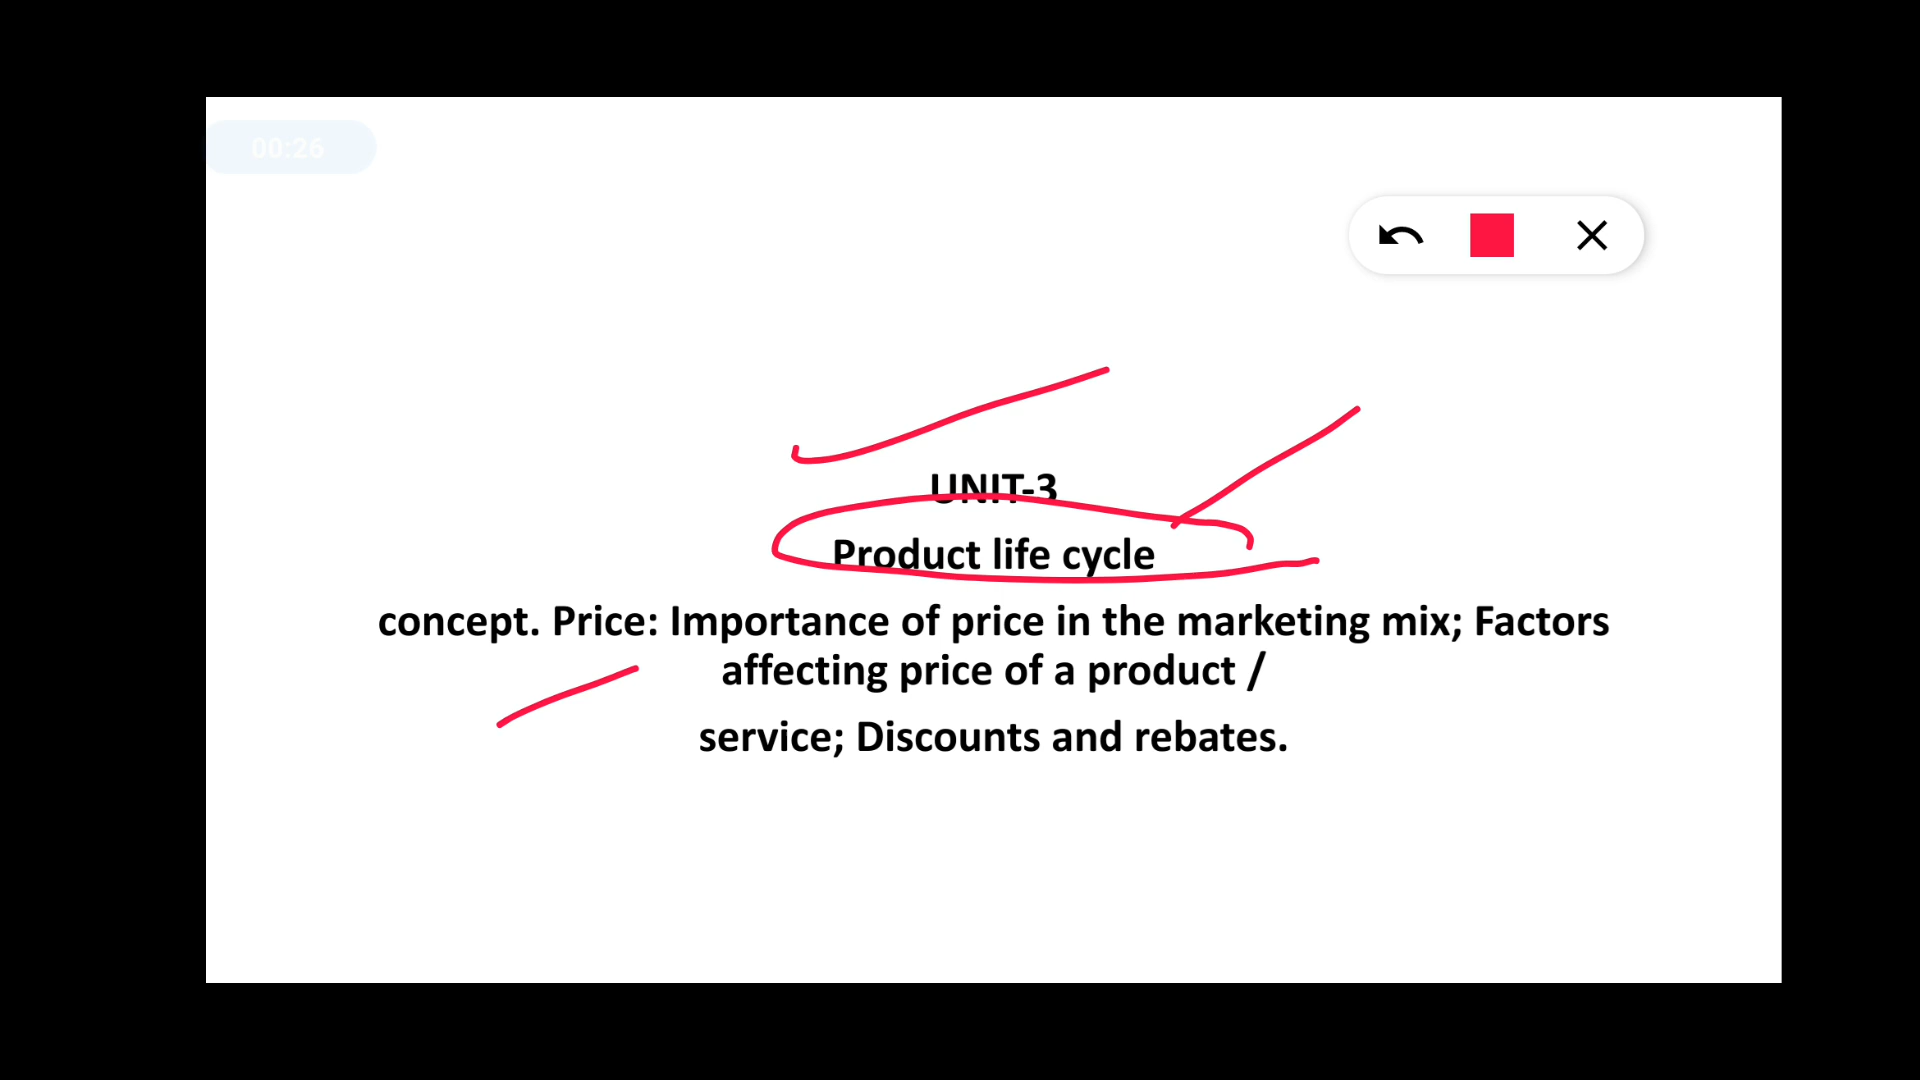 00:26
UNIT-3
Product life cycle
concept. Price: Importance of price in the marketing mix; Factors
affecting price of a product /
service; Discounts and rebates.